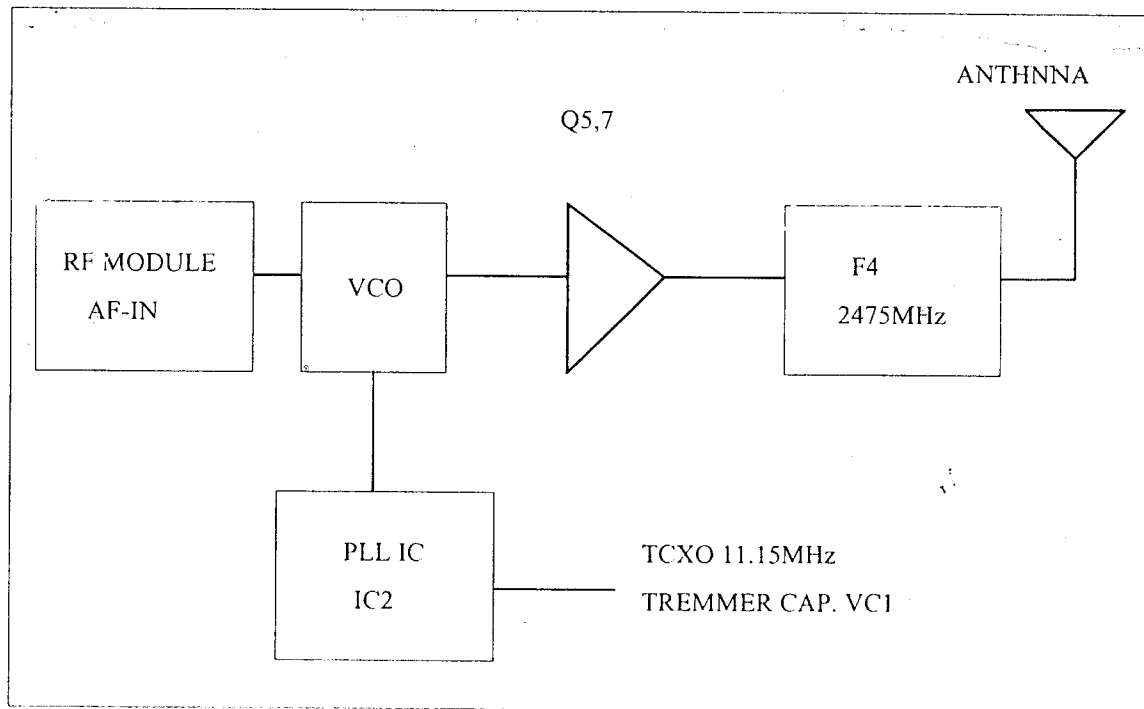 ANTHNNA
Q5,7
RF MODULE
AF-IN
VCO
F4
2475MHz
PLL IC
IC2
TCXO 11.15MHz
TREMMER CAP. VC1